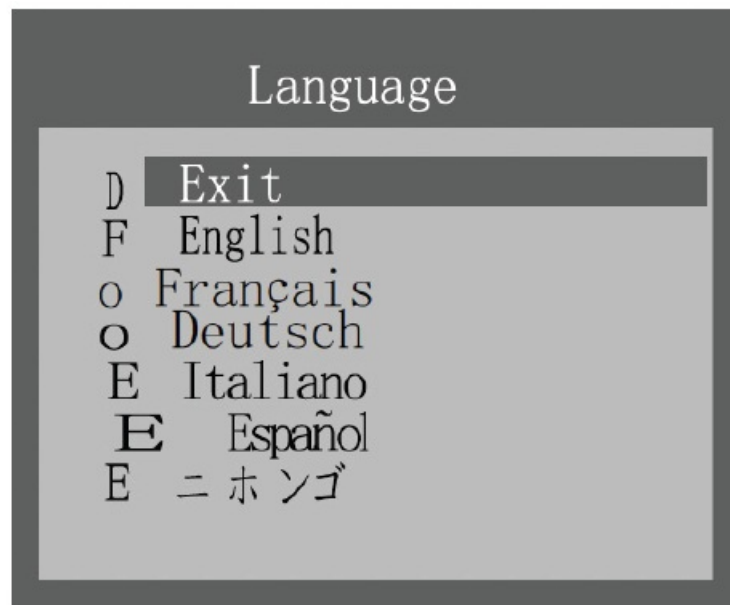 Language
D Exit
F English
o Français
o Deutsch
E Italiano
E Español
E ニホンゴ